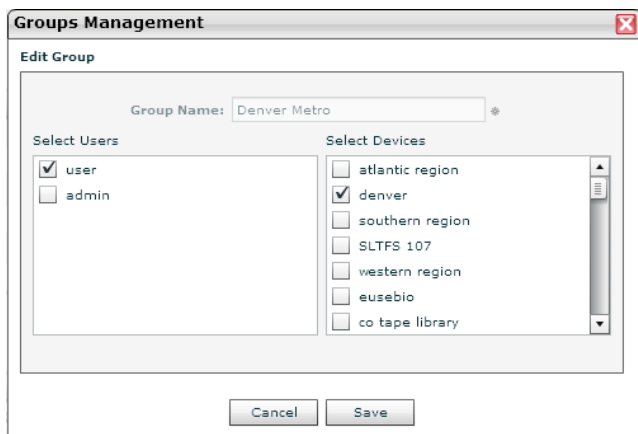 Groups Management
Edit Group
Group Name: Denver Metro *
Select Users
user
admin
Select Devices
atlantic region
denver
southern region
SLTFS 107
western region
eusebio
co tape library
Cancel Save